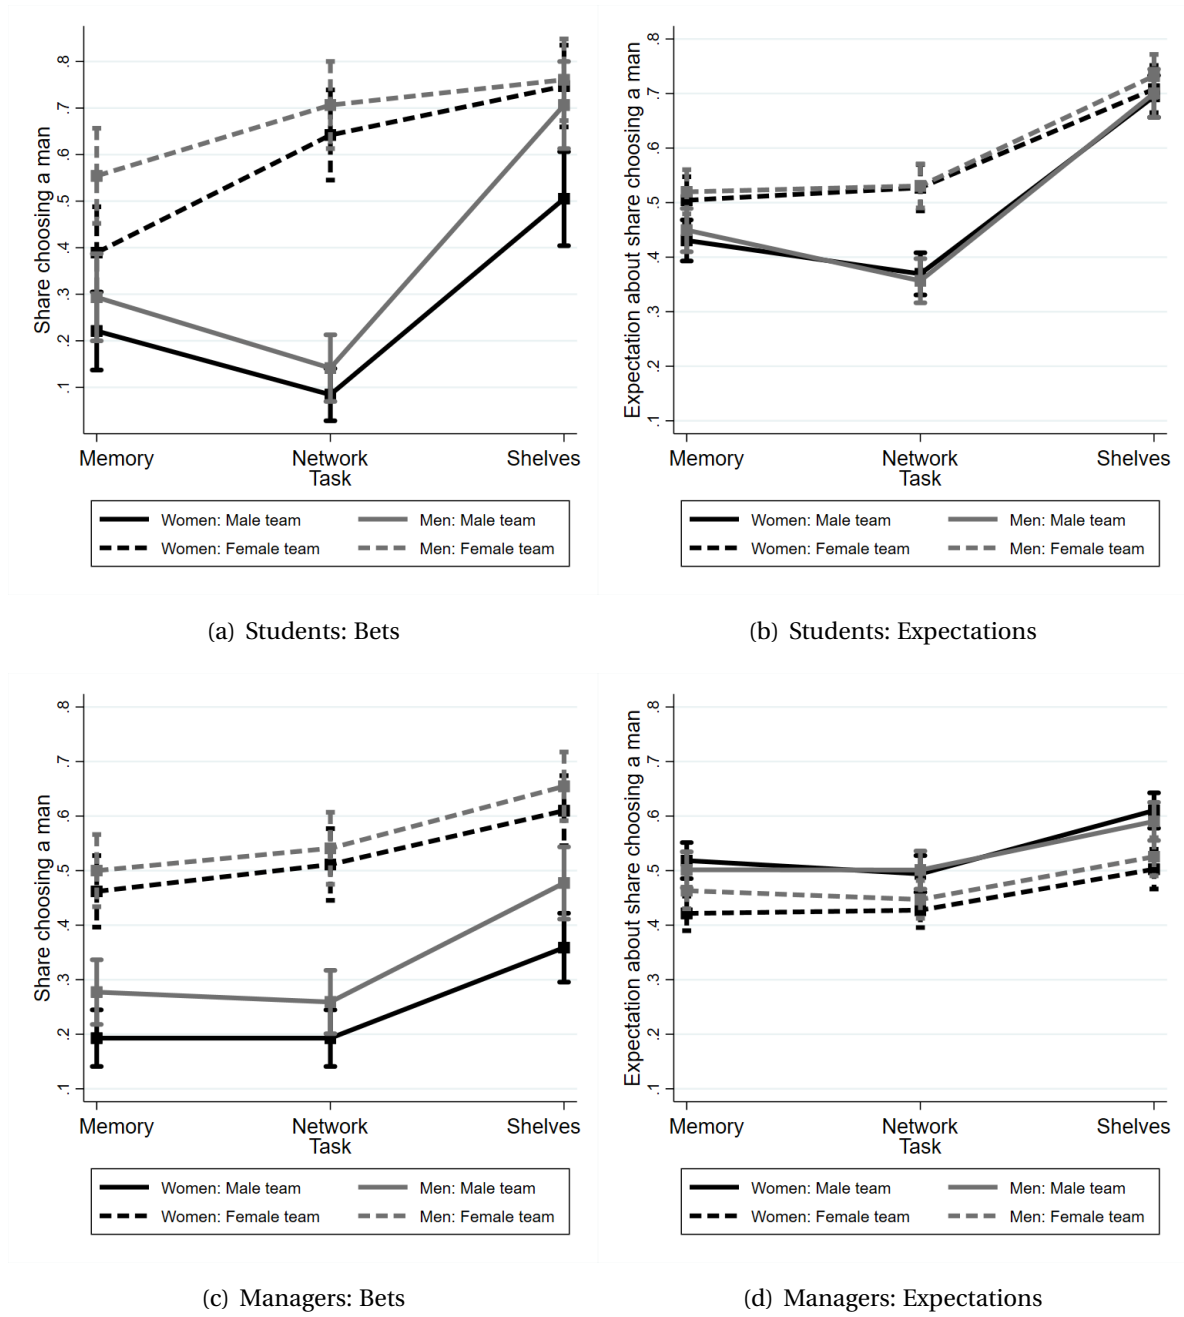 Share choosing a man
.8
.7
.6
.5
.4
.3
.2
.1
Memory Network Shelves
Task
Women: Male team Men: Male team
Women: Female team Men: Female team
(a) Students: Bets
Expectation about share choosing a man
.8
.7
.6
.5
.4
.3
.2
.1
Memory Network Shelves
Task
Women: Male team Men: Male team
Women: Female team Men: Female team
(b) Students: Expectations
Share choosing a man
.8
.7
.6
.5
.4
.3
.2
.1
Memory Network Shelves
Task
Women: Male team Men: Male team
Women: Female team Men: Female team
(c) Managers: Bets
Expectation about share choosing a man
.8
.7
.6
.5
.4
.3
.2
.1
Memory Network Shelves
Task
Women: Male team Men: Male team
Women: Female team Men: Female team
(d) Managers: Expectations